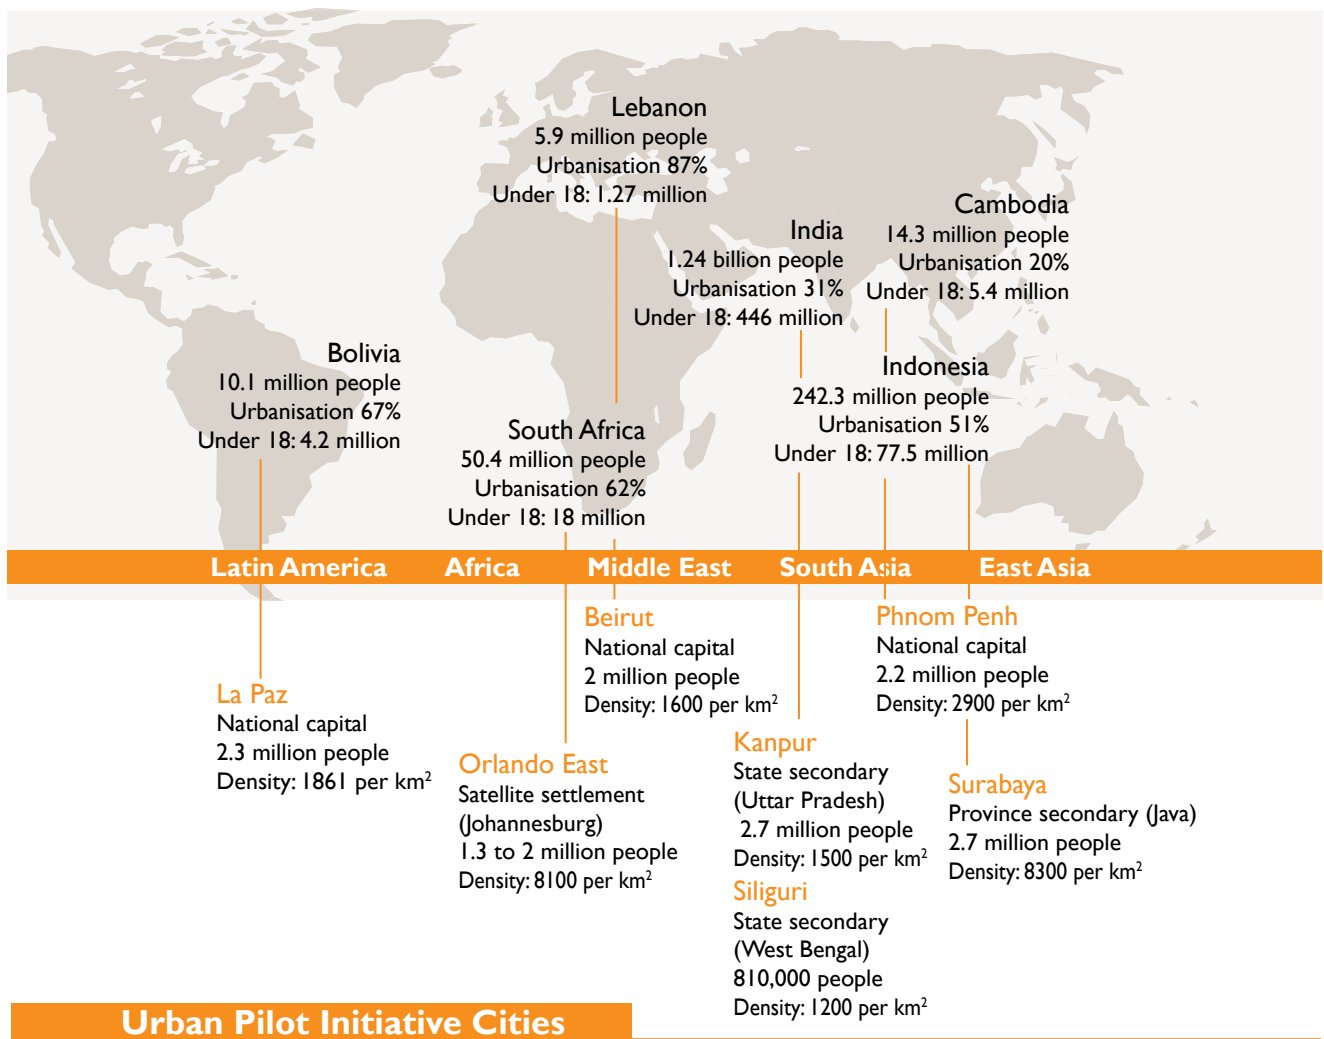 Lebanon
5.9 million people
Urbanisation 87%
Under 18: 1.27 million
Cambodia
14.3 million people
Urbanisation 20%
Under 18: 5.4 million
India
1.24 billion people
Urbanisation 31%
Under 18: 446 million
Bolivia
10.1 million people
Urbanisation 67%
Under 18: 4.2 million
Indonesia
242.3 million people
Urbanisation 51%
Under 18: 77.5 million
South Africa
50.4 million people
Urbanisation 62%
Under 18: 18 million
Latin America Africa Middle East South Asia East Asia
Beirut
National capital
2 million people
Density: 1600 per km²
Phnom Penh
National capital
2.2 million people
Density: 2900 per km²
La Paz
National capital
2.3 million people
Density: 1861 per km²
Orlando East
Satellite settlement
(Johannesburg)
1.3 to 2 million people
Density: 8100 per km²
Kanpur
State secondary
(Uttar Pradesh)
2.7 million people
Density: 1500 per km²
Surabaya
Province secondary (Java)
2.7 million people
Density: 8300 per km²
Siliguri
State secondary
(West Bengal)
810,000 people
Density: 1200 per km²
Urban Pilot Initiative Cities